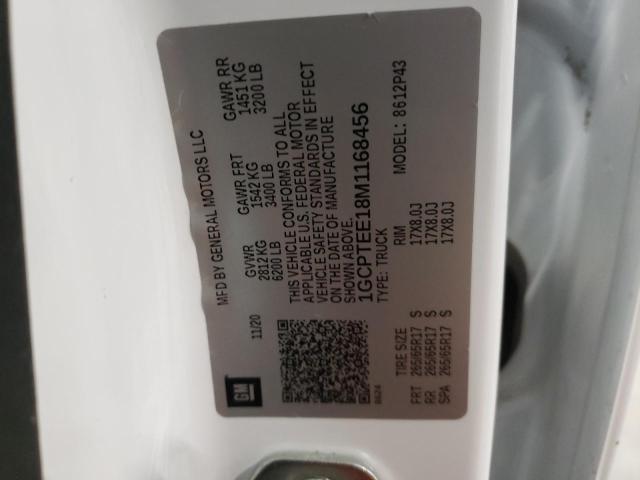 MFD BY GENERAL MOTORS LLC
GM
11/20
GVWR GAWR FRT GAWR RR
2812 KG 1542 KG 1451 KG
6200 LB 3400 LB 3200 LB
THIS VEHICLE CONFORMS TO ALL
APPLICABLE U.S. FEDERAL MOTOR
VEHICLE SAFETY STANDARDS IN EFFECT
ON THE DATE OF MANUFACTURE
SHOWN ABOVE.
1GCPTEE18M1168456
TYPE: TRUCK MODEL: 8612P43
8624
TIRE SIZE RIM
FRT 265/65R17 S 17X8.0J
RR 265/65R17 S 17X8.0J
SPA 265/65R17 S 17X8.0J